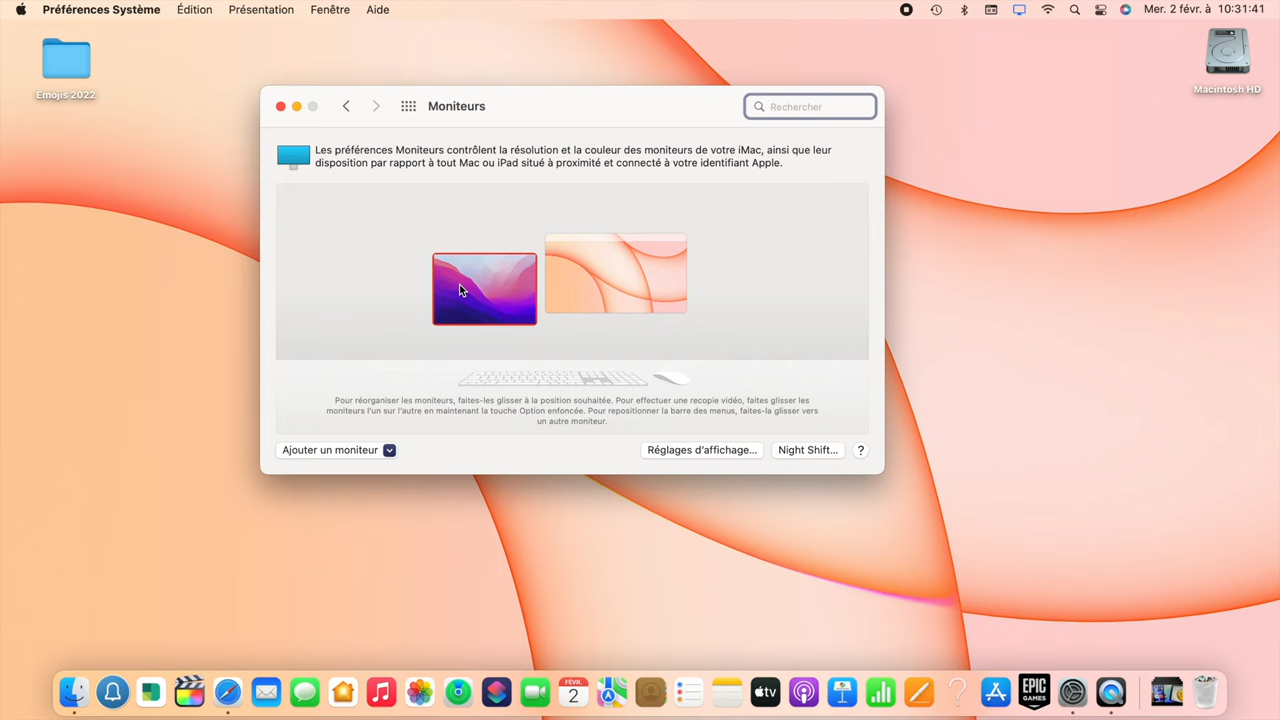 Préférences Système Édition Présentation Fenêtre Aide Mer. 2 févr. à 10:31:41
Emojis 2022
Macintosh HD
Moniteurs
Rechercher
Les préférences Moniteurs contrôlent la résolution et la couleur des moniteurs de votre iMac, ainsi que leur
disposition par rapport à tout Mac ou iPad situé à proximité et connecté à votre identifiant Apple.
Pour réorganiser les moniteurs, faites-les glisser à la position souhaitée. Pour effectuer une recopie vidéo, faites glisser les
moniteurs l'un sur l'autre en maintenant la touche Option enfoncée. Pour repositionner la barre des menus, faites-la glisser vers
un autre moniteur.
Ajouter un moniteur Réglages d'affichage... Night Shift... ?
FÉVR.
2
tv
EPIC
GAMES